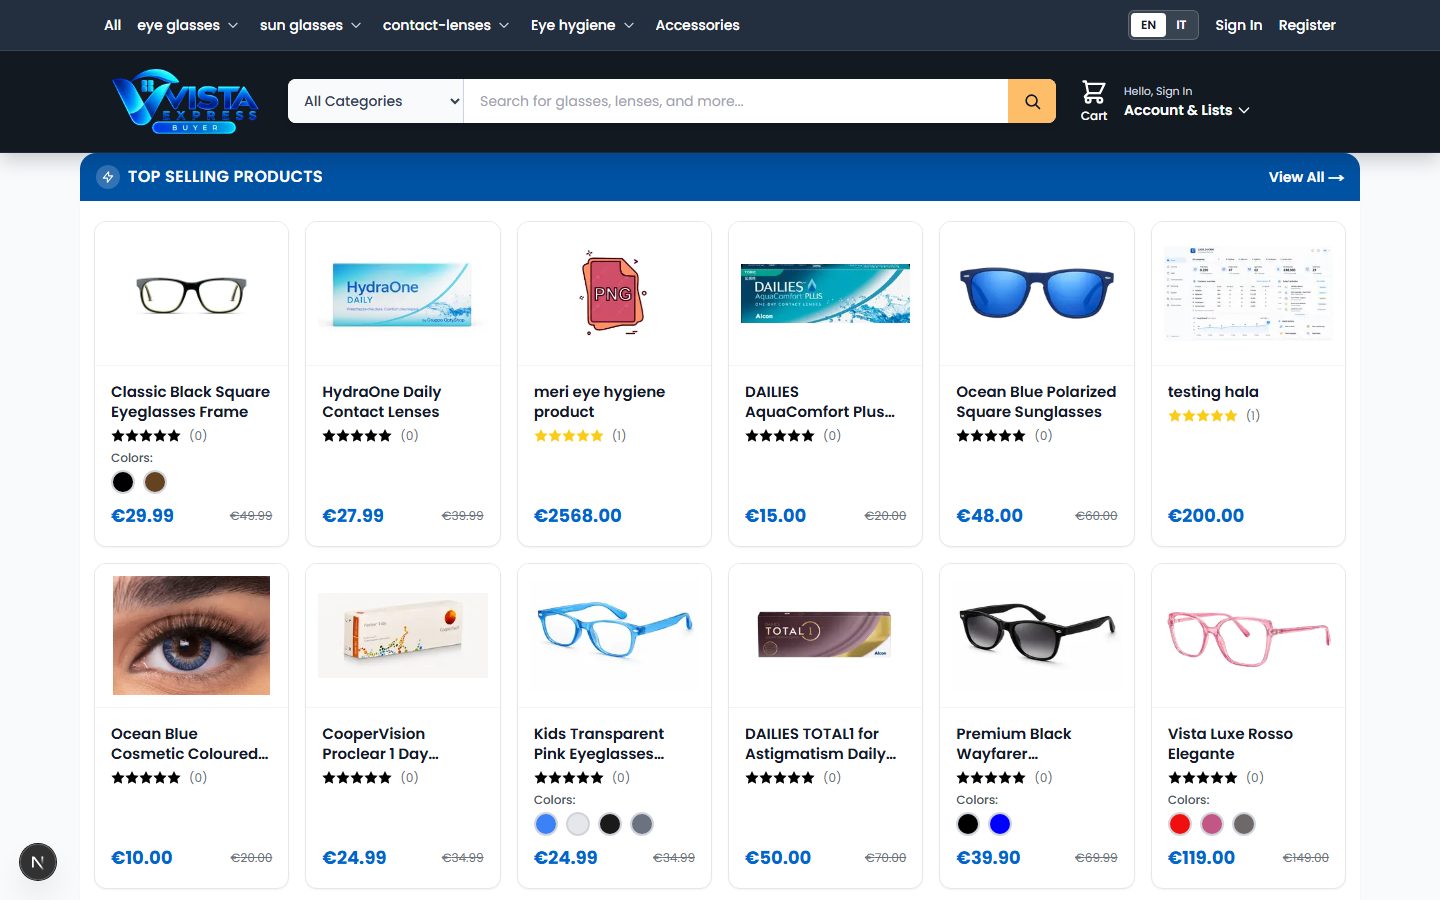 All eye glasses sun glasses contact-lenses Eye hygiene Accessories EN IT Sign In Register
VISTA
EXPRESS
BUYER
All Categories Search for glasses, lenses, and more...
Cart
Hello, Sign In
Account & Lists
TOP SELLING PRODUCTS View All →
HydraOne
DAILY
PNG
DAILIES
AquaComfort PLUS
ONE-DAY CONTACT LENSES
Alcon
Classic Black Square
Eyeglasses Frame
(0)
Colors:
€29.99 €49.99
HydraOne Daily
Contact Lenses
(0)
€27.99 €39.99
meri eye hygiene
product
(1)
€2568.00
DAILIES
AquaComfort Plus...
(0)
€15.00 €20.00
Ocean Blue Polarized
Square Sunglasses
(0)
€48.00 €60.00
testing hala
(1)
€200.00
TOTAL 1
Alcon
Ocean Blue
Cosmetic Coloured...
(0)
€10.00 €20.00
CooperVision
Proclear 1 Day...
(0)
€24.99 €34.99
Kids Transparent
Pink Eyeglasses...
(0)
Colors:
€24.99 €34.99
DAILIES TOTAL1 for
Astigmatism Daily...
(0)
€50.00 €70.00
Premium Black
Wayfarer...
(0)
Colors:
€39.90 €69.99
Vista Luxe Rosso
Elegante
(0)
Colors:
€119.00 €149.00
N